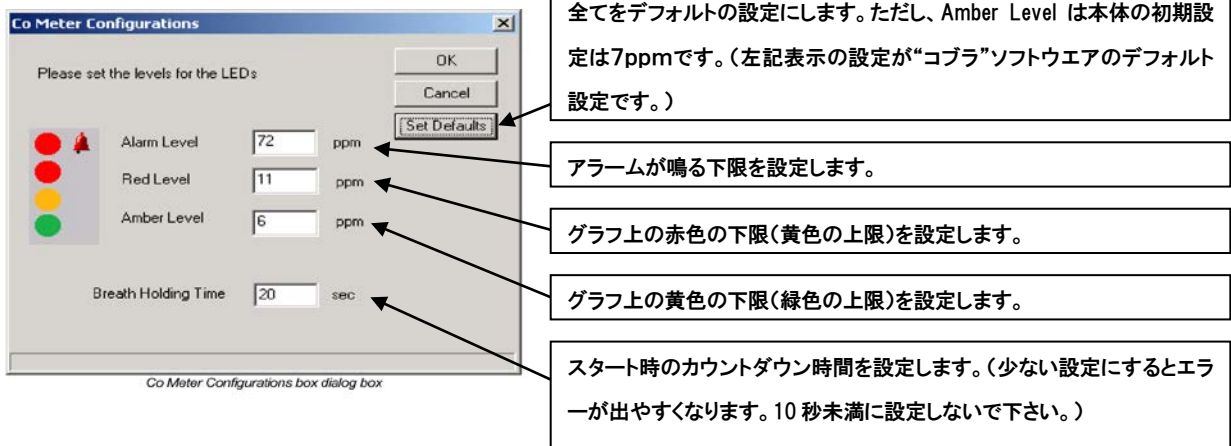 Co Meter Configurations
Please set the levels for the LEDs
OK
Cancel
Set Defaults
Alarm Level 72 ppm
Red Level 11 ppm
Amber Level 6 ppm
Breath Holding Time 20 sec
Co Meter Configurations box dialog box
全てをデフォルトの設定にします。ただし、Amber Level は本体の初期設
定は7ppmです。（左記表示の設定が“コブラ”ソフトウエアのデフォルト
設定です。）
アラームが鳴る下限を設定します。
グラフ上の赤色の下限（黄色の上限）を設定します。
グラフ上の黄色の下限（緑色の上限）を設定します。
スタート時のカウントダウン時間を設定します。（少ない設定にするとエラ
ーが出やすくなります。10 秒未満に設定しないで下さい。）